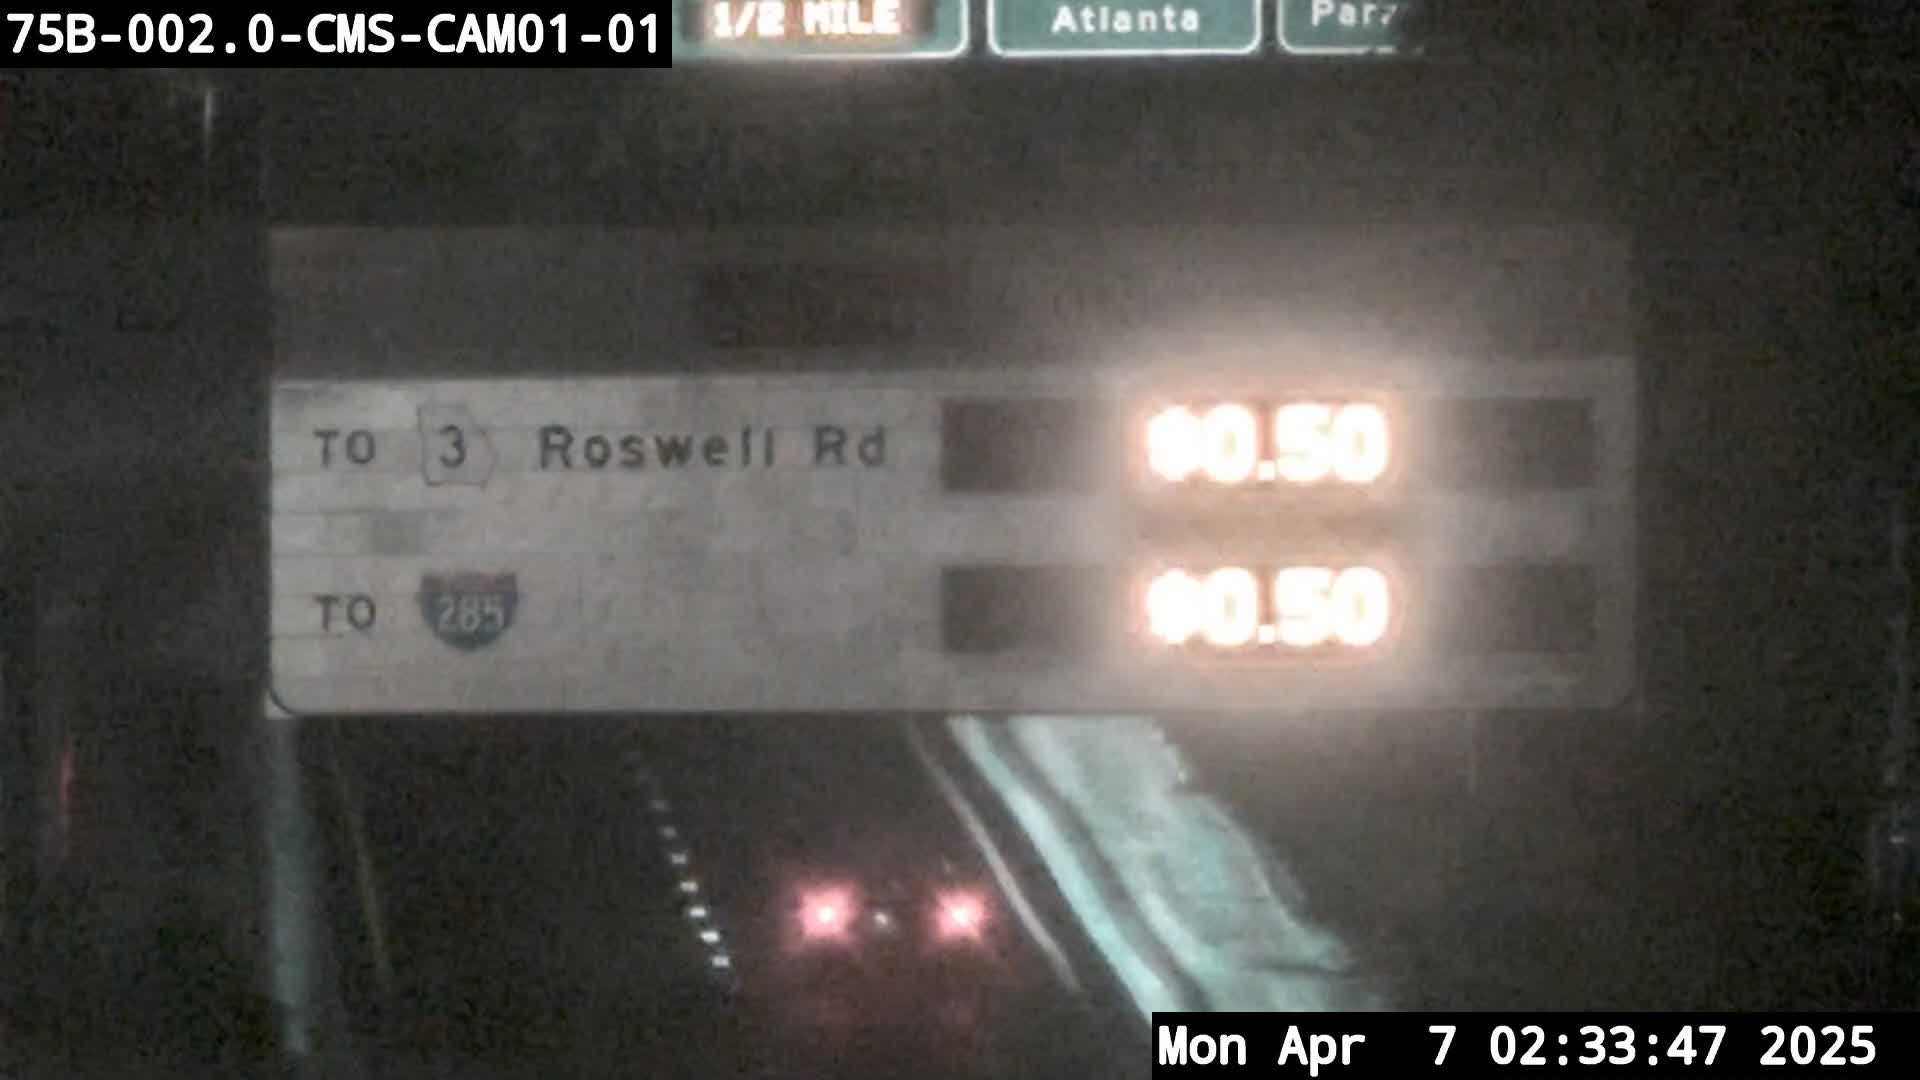 75B-002.0-CMS-CAM01-01
1/2 MILE
Atlanta
TO 3 Roswell Rd $0.50
TO 285 $0.50
Mon Apr 7 02:33:47 2025